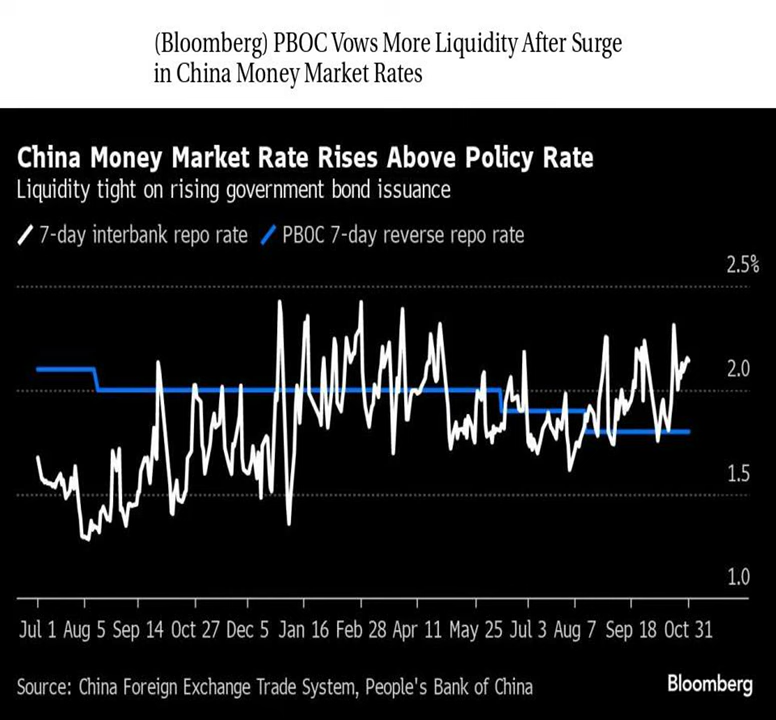 (Bloomberg) PBOC Vows More Liquidity After Surge
in China Money Market Rates
China Money Market Rate Rises Above Policy Rate
Liquidity tight on rising government bond issuance
7-day interbank repo rate PBOC 7-day reverse repo rate
2.5%
2.0
1.5
1.0
Jul 1 Aug 5 Sep 14 Oct 27 Dec 5 Jan 16 Feb 28 Apr 11 May 25 Jul 3 Aug 7 Sep 18 Oct 31
Source: China Foreign Exchange Trade System, People's Bank of China
Bloomberg